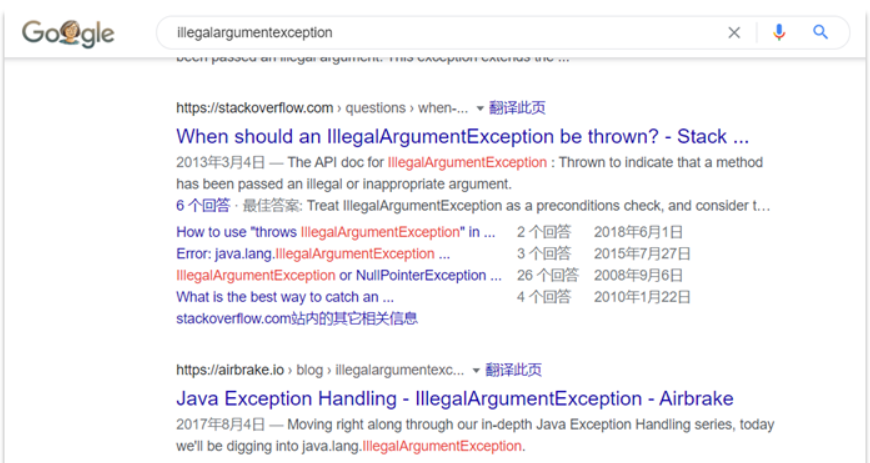 Google
illegalargumentexception
been passed an illegal argument. This exception extends the ...
https://stackoverflow.com › questions › when-... 翻译此页
When should an IllegalArgumentException be thrown? - Stack ...
2013年3月4日 — The API doc for IllegalArgumentException : Thrown to indicate that a method
has been passed an illegal or inappropriate argument.
6 个回答 · 最佳答案: Treat IllegalArgumentException as a preconditions check, and consider t...
How to use "throws IllegalArgumentException" in ... 2 个回答 2018年6月1日
Error: java.lang.IllegalArgumentException ... 3 个回答 2015年7月27日
IllegalArgumentException or NullPointerException ... 26 个回答 2008年9月6日
What is the best way to catch an ... 4 个回答 2010年1月22日
stackoverflow.com站内的其它相关信息
https://airbrake.io › blog › illegalargumentexc... 翻译此页
Java Exception Handling - IllegalArgumentException - Airbrake
2017年8月4日 — Moving right along through our in-depth Java Exception Handling series, today
we'll be digging into java.lang.IllegalArgumentException.